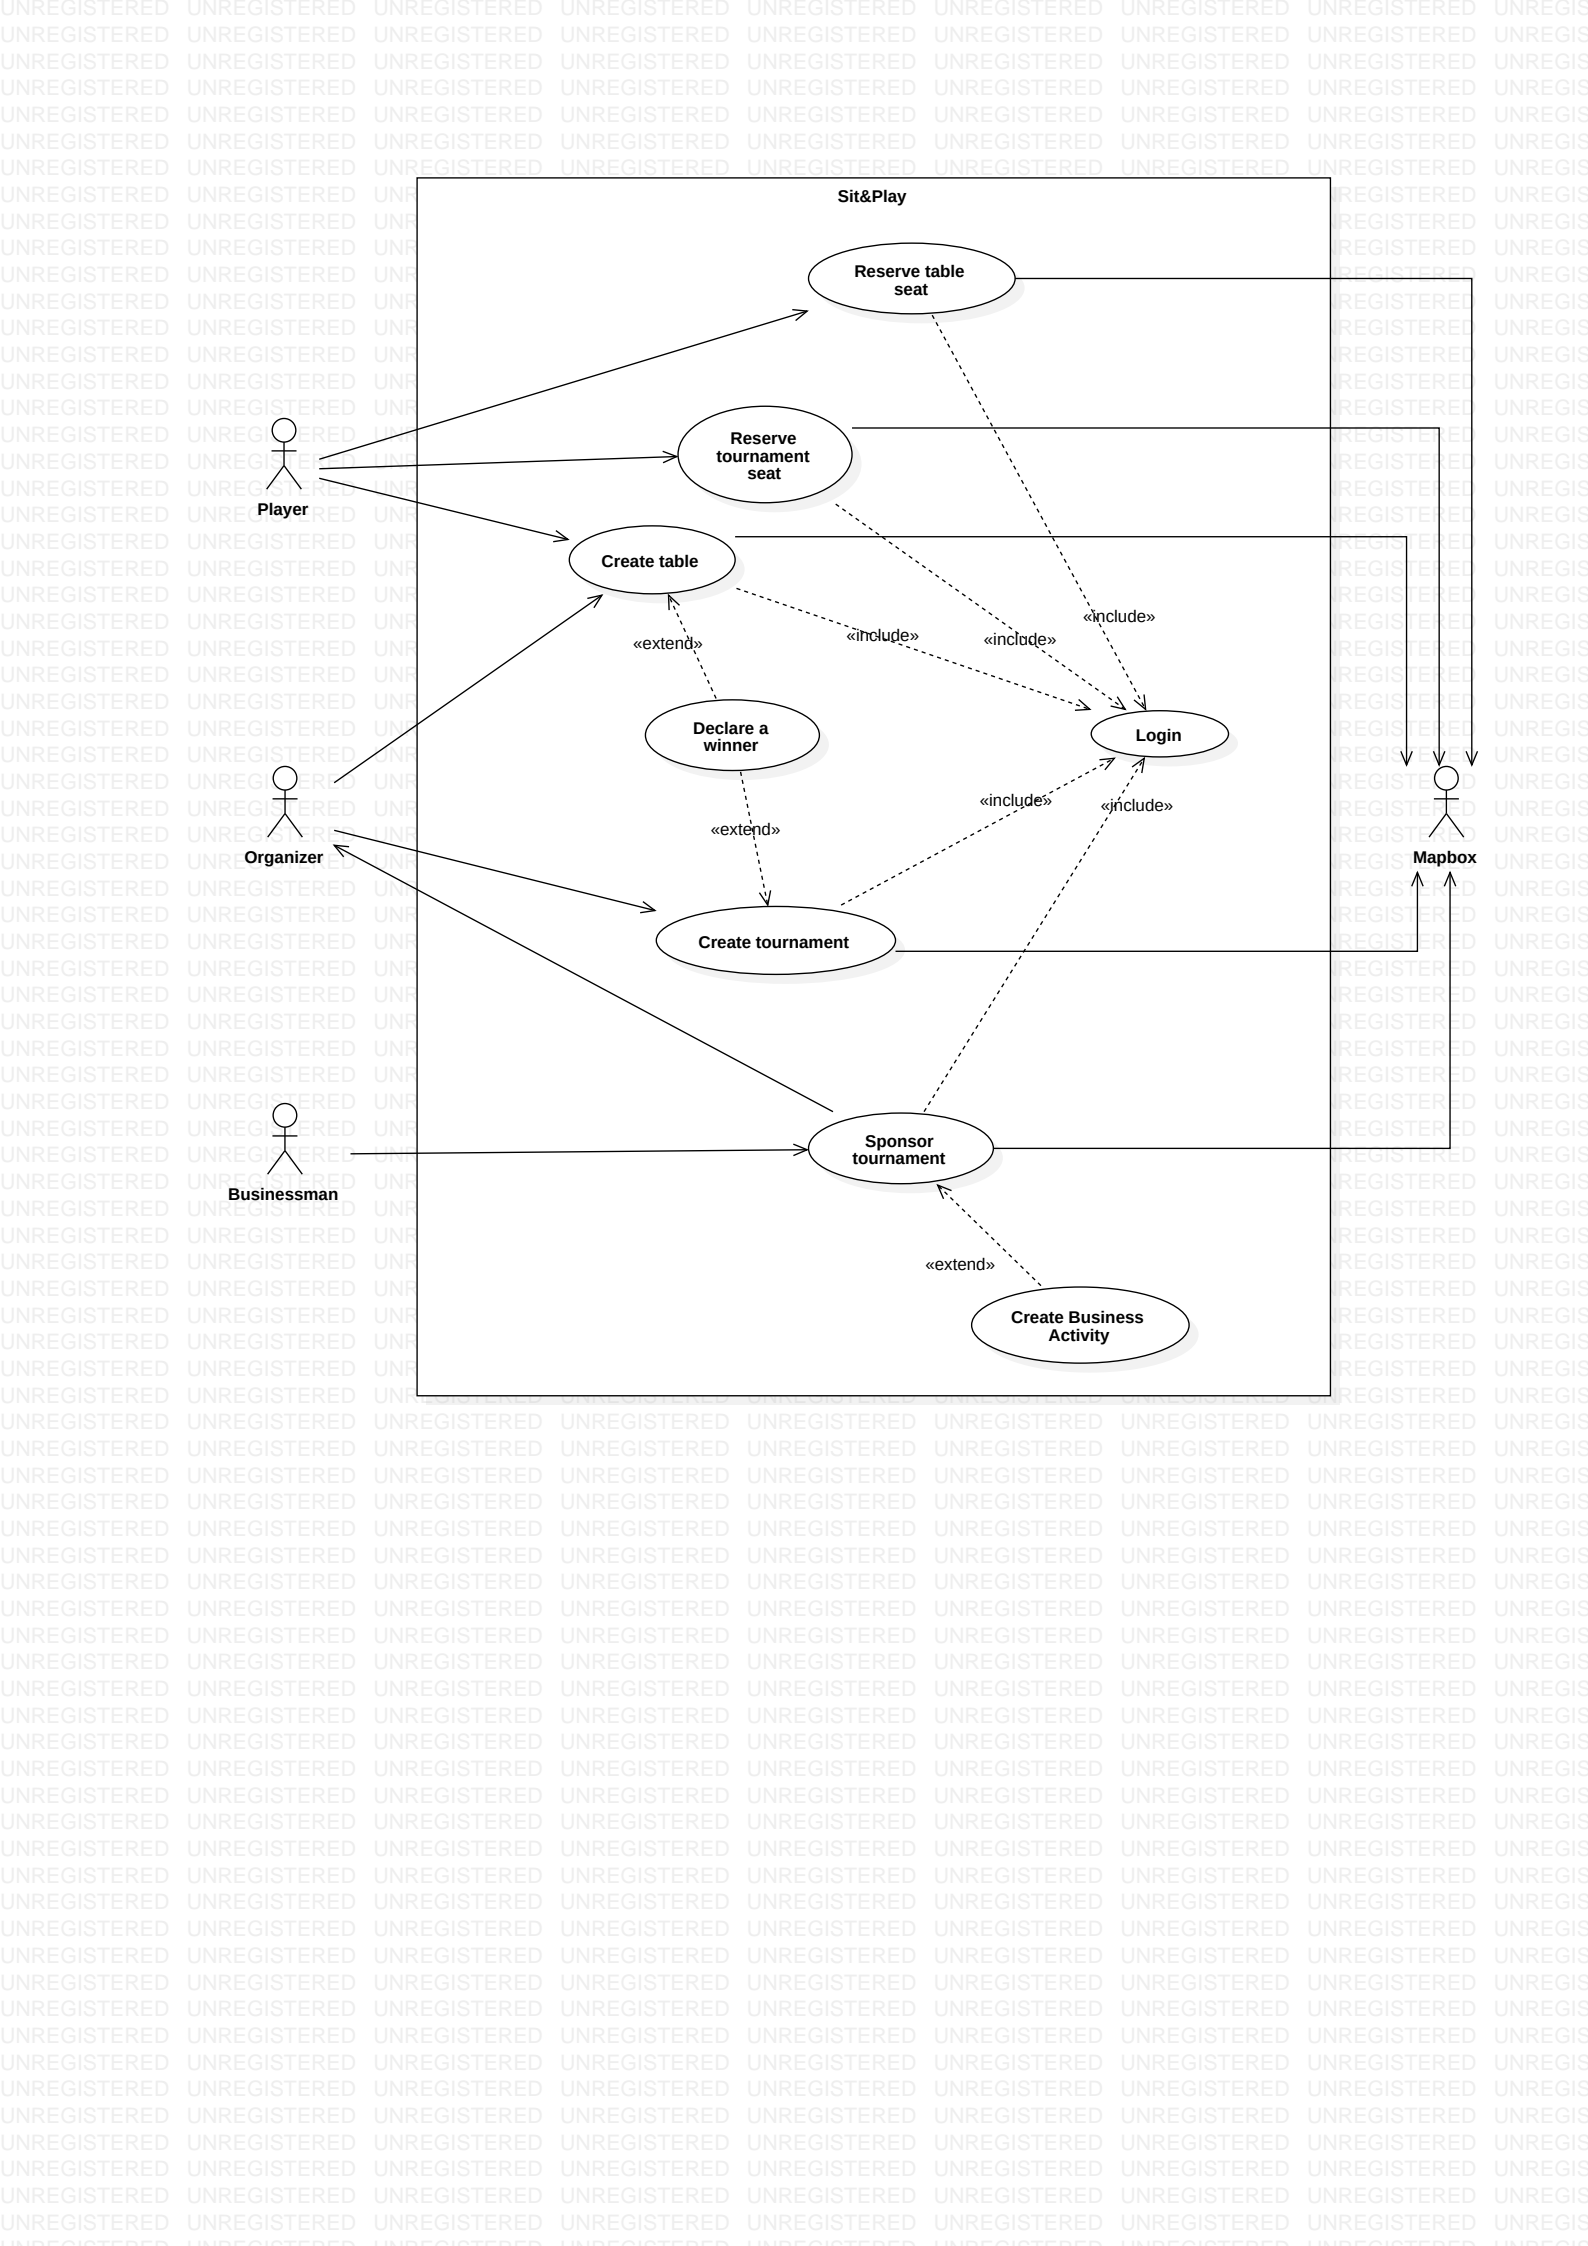 Sit&Play
Reserve table
seat
Reserve
tournament
seat
Player
Create table
«include»
«extend»
«include»
«include»
Declare a
winner
Login
«include»
«include»
«extend»
Organizer
Mapbox
Create tournament
Sponsor
tournament
Businessman
«extend»
Create Business
Activity
UNREGISTERED